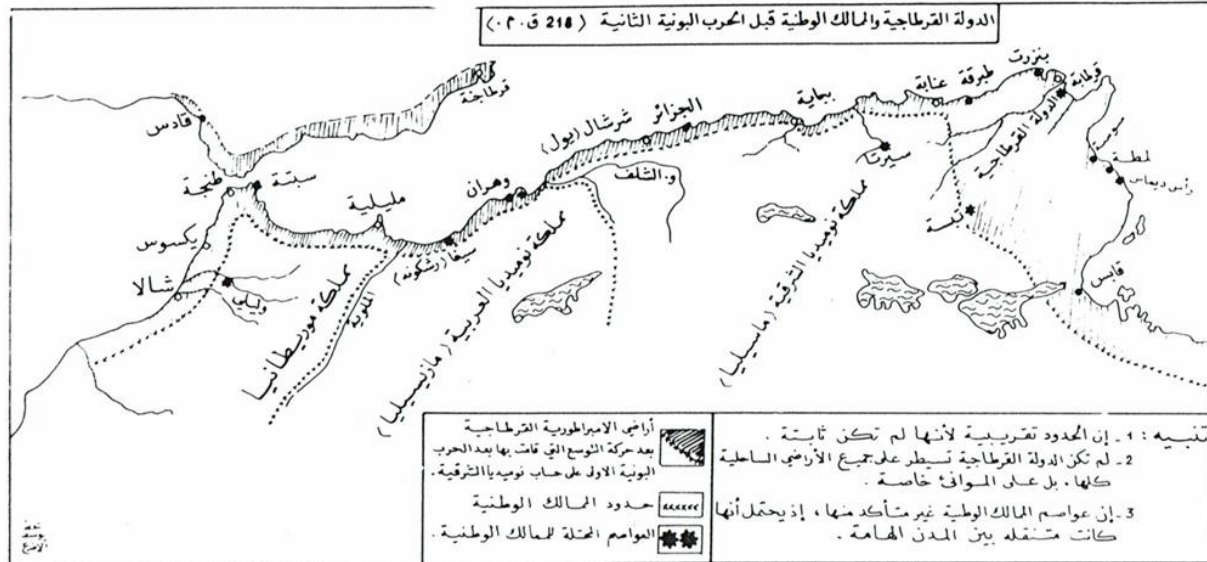 الدولة القرطاجية والممالك الوطنية قبل الحرب البونية الثانية ( 218 ق.م.)
قرطاجنة
قادس
طنجة
سبتة
مليلية
يكسوس
شالا
وليلي
الملوية
مملكة موريطانيا
سيغا (رشكونه)
وهران
مملكة نوميديا الغربية ( مازيسيليا)
و. الشلف
شرشال (يول)
الجزائر
بجاية
سيرتا
مملكة نوميديا الشرقية ( ماسيليا)
عنابة
طبرقة
بنزرت
قرطاجة
الدولة القرطاجية
سوسة
لمطة
رأس ديماس
تبسة
قابس
أراضي الامبراطورية القرطاجية
بعد حركة التوسع التي قامت بها بعد الحرب
البونية الاولى على حساب نوميديا الشرقية .
حدود الممالك الوطنية
العواصم المحتملة للممالك الوطنية .
تنبيه : 1 - إن الحدود تقريبية لأنها لم تكن ثابتة .
2 - لم تكن الدولة القرطاجية تسيطر على جميع الأراضي الساحلية
كلها ، بل على الموانئ خاصة .
3 - إن عواصم الممالك الوطنية غير متأكد منها ، إذ يحتمل أنها
كانت متنقله بين المدن الهامة .